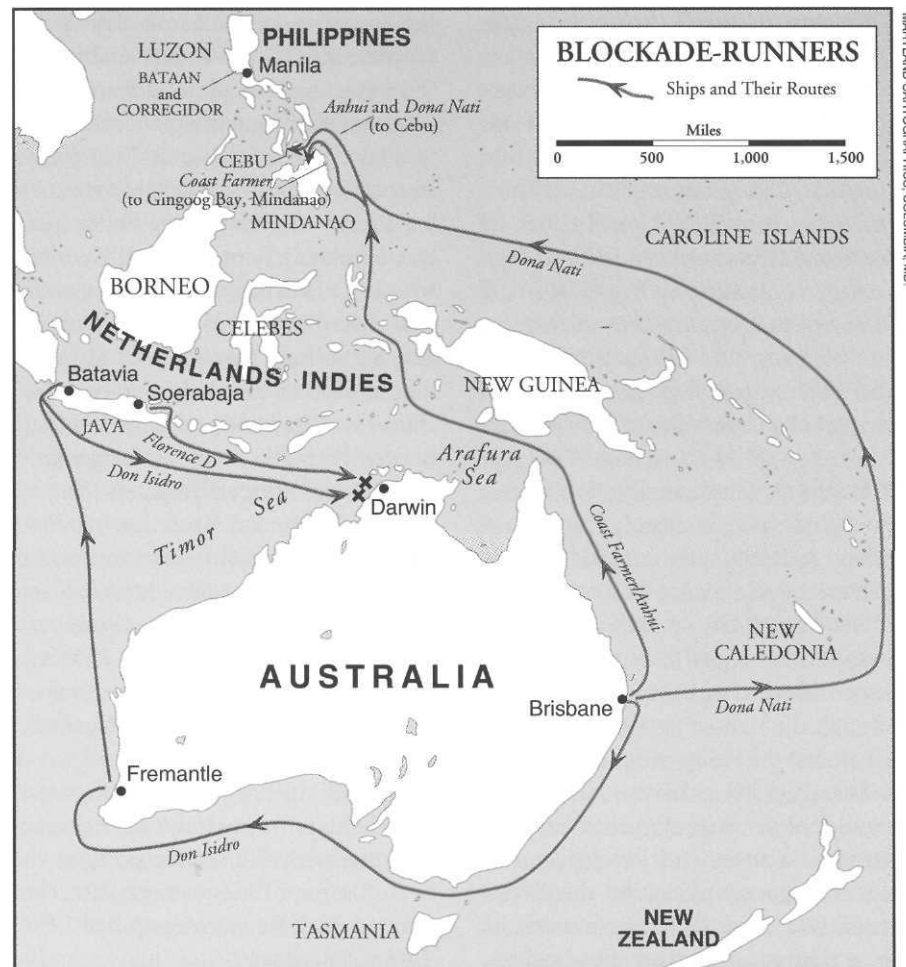 PHILIPPINES
LUZON
Manila
BATAAN
and
CORREGIDOR
Anhui and Dona Nati
(to Cebu)
CEBU
Coast Farmer
(to Gingoog Bay, Mindanao)
MINDANAO
BLOCKADE-RUNNERS
Ships and Their Routes
Miles
0 500 1,000 1,500
CAROLINE ISLANDS
Dona Nati
BORNEO
CELEBES
NETHERLANDS INDIES
NEW GUINEA
Batavia
Soerabaja
JAVA
Florence D
Don Isidro
Arafura
Sea
Darwin
Timor Sea
Coast Farmer/Anhui
NEW
CALEDONIA
AUSTRALIA
Brisbane
Dona Nati
Fremantle
Don Isidro
TASMANIA
NEW
ZEALAND